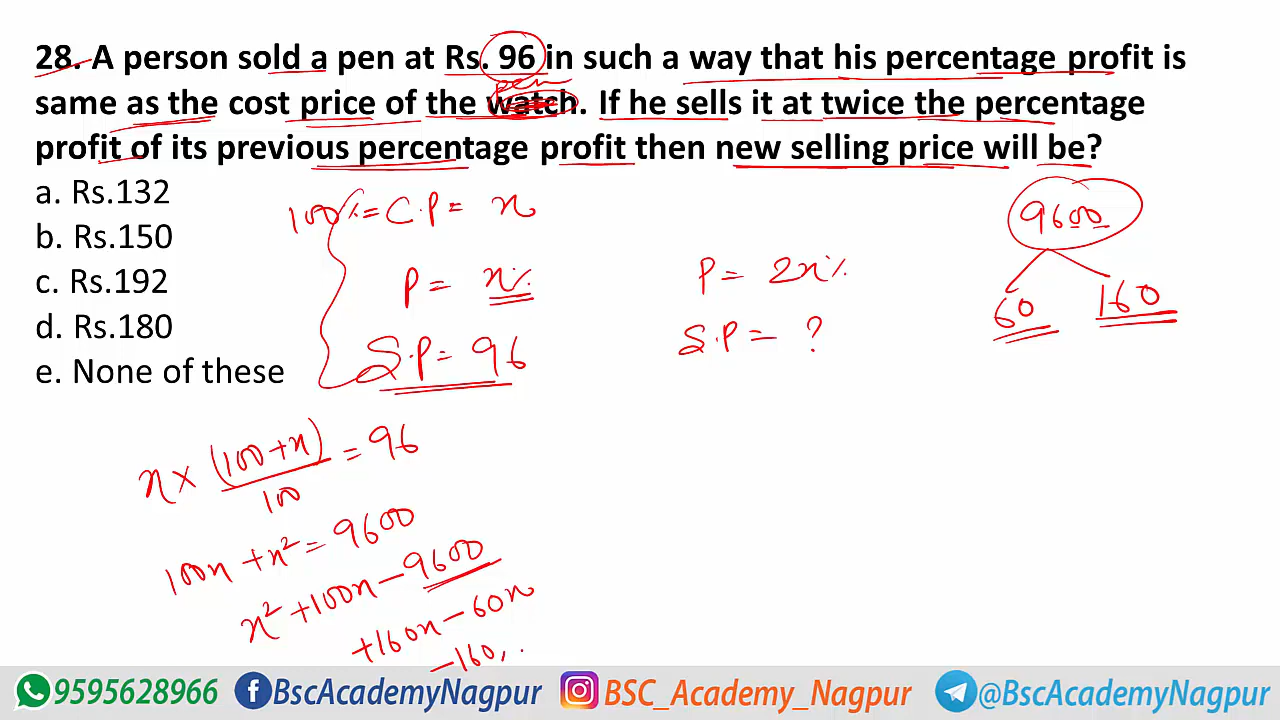 28. A person sold a pen at Rs. 96 in such a way that his percentage profit is
pen
same as the cost price of the watch. If he sells it at twice the percentage
profit of its previous percentage profit then new selling price will be?
a. Rs.132
b. Rs.150
c. Rs.192
d. Rs.180
e. None of these
100%= C.P= x
P= x%
S.P= 96
P= 2x%
S.P= ?
9600
60 160
x × (100+x)/100 = 96
100x + x² = 9600
x² +100x - 9600
+160x - 60x
-160,
9595628966
BscAcademyNagpur
BSC_Academy_Nagpur
@BscAcademyNagpur